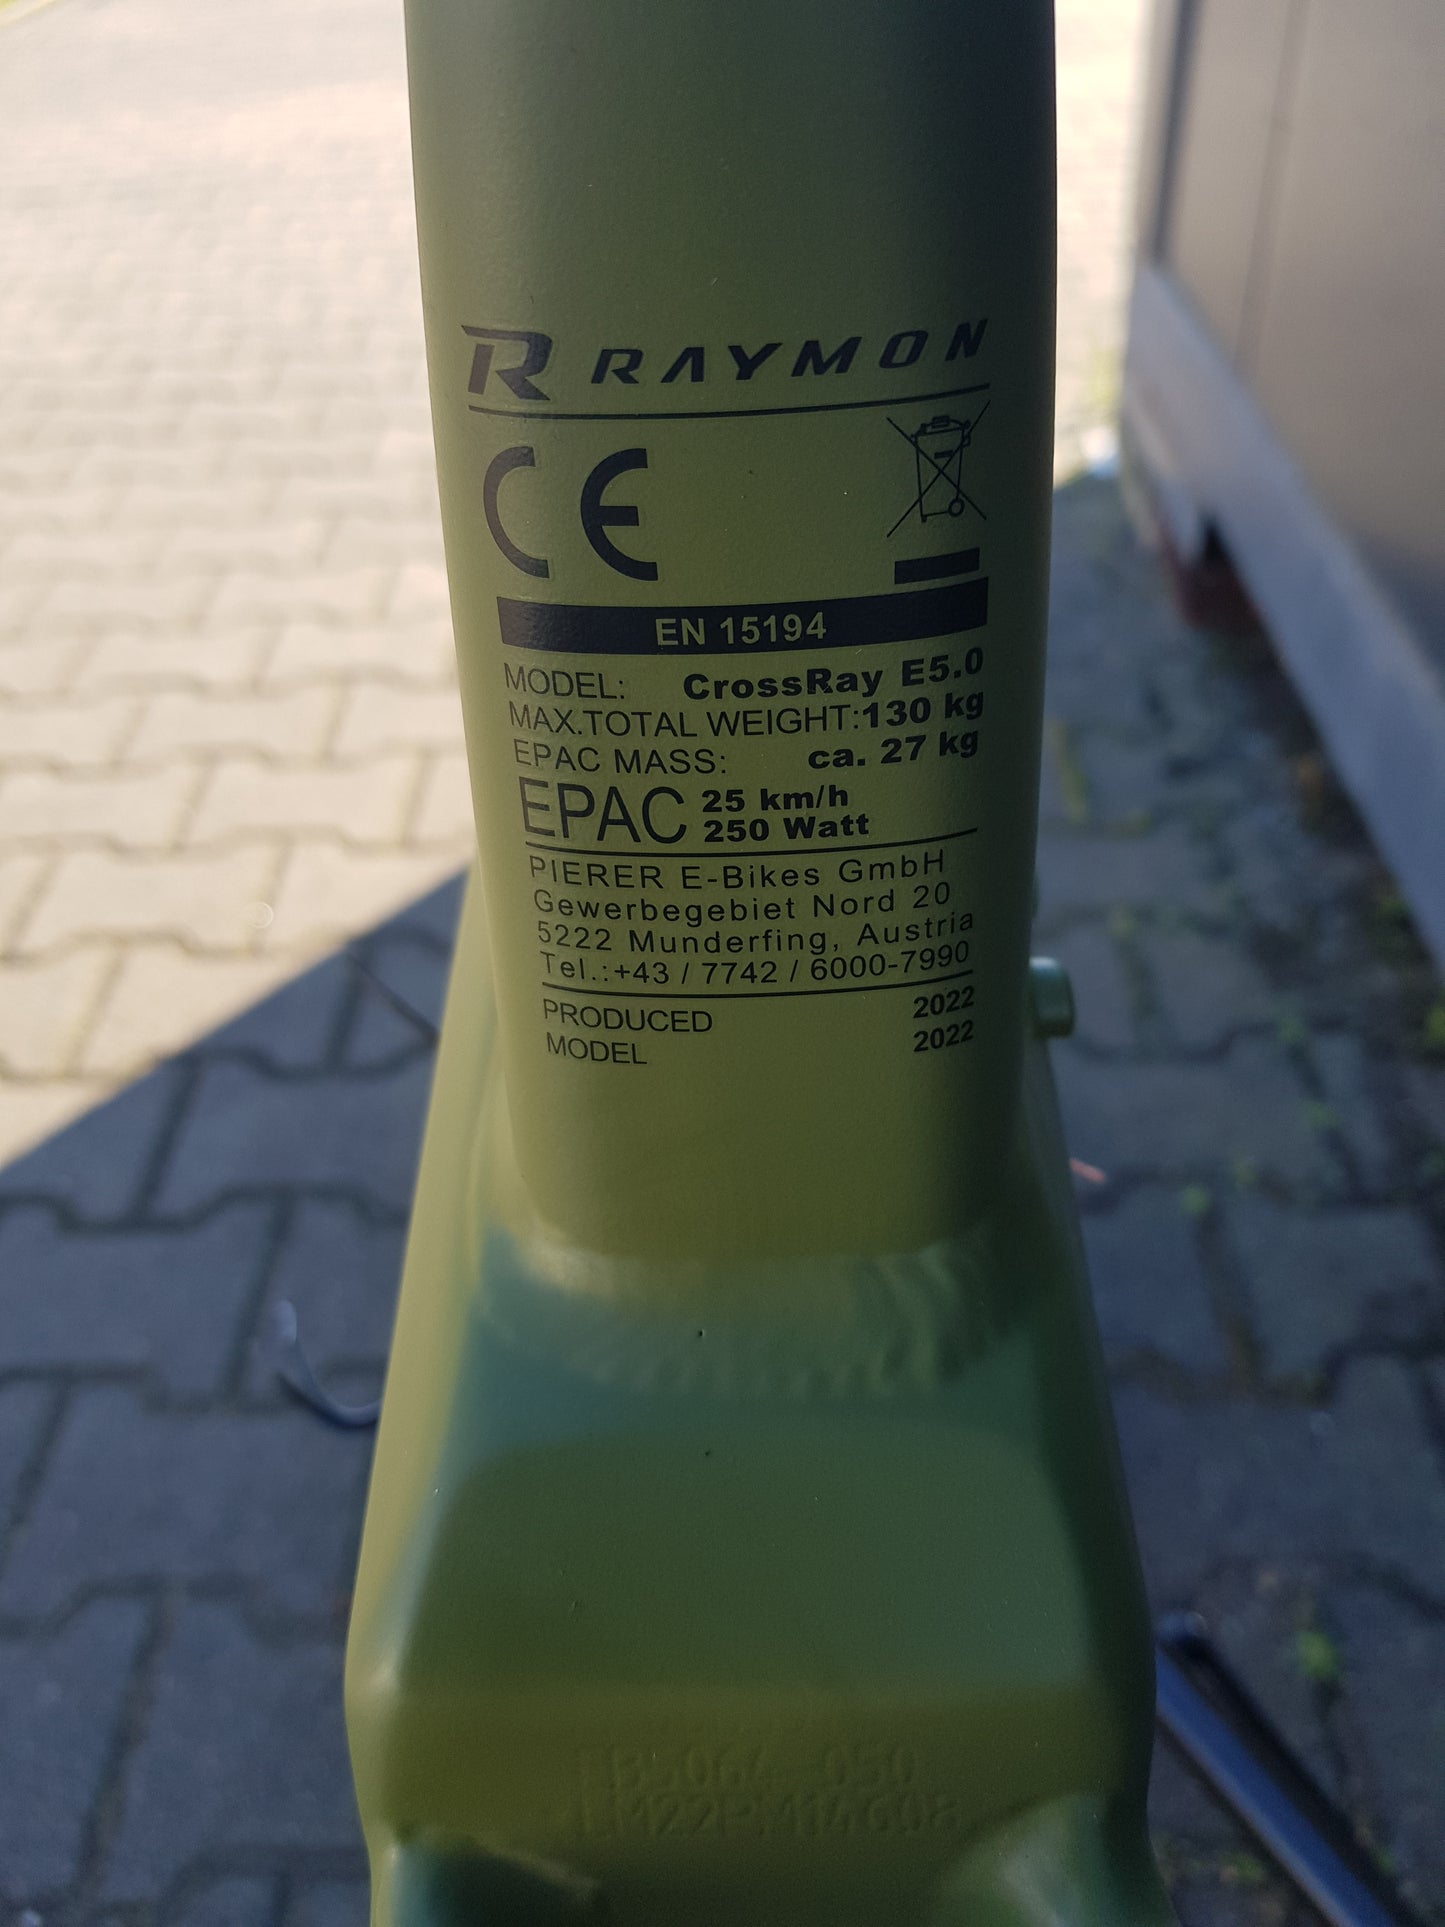 R RAYMON
CE
EN 15194
MODEL: CrossRay E5.0
MAX.TOTAL WEIGHT:130 kg
EPAC MASS: ca. 27 kg
EPAC 25 km/h
250 Watt
PIERER E-Bikes GmbH
Gewerbegebiet Nord 20
5222 Munderfing, Austria
Tel.:+43 / 7742 / 6000-7990
PRODUCED 2022
MODEL 2022